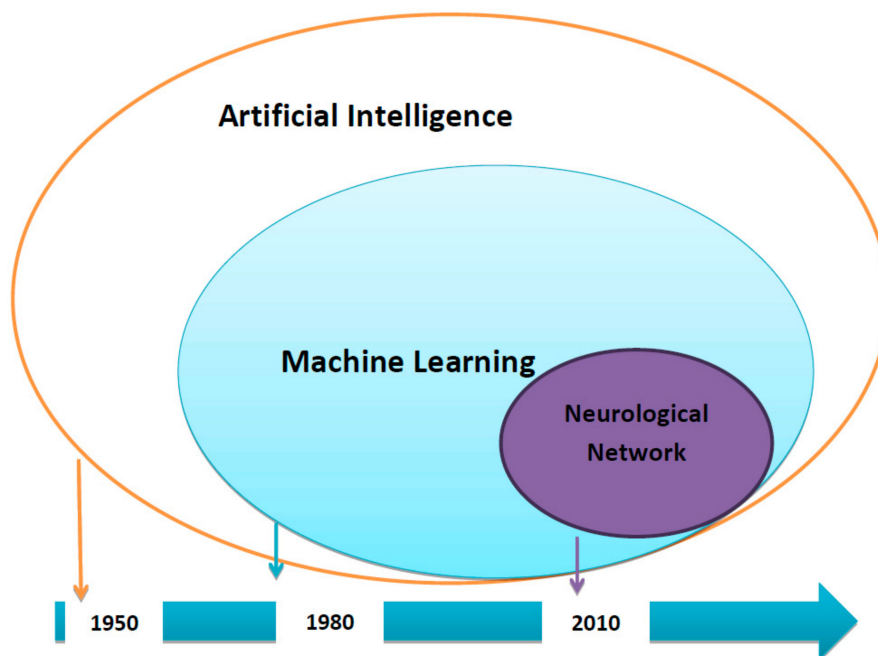 Artificial Intelligence
Machine Learning
Neurological
Network
1950
1980
2010